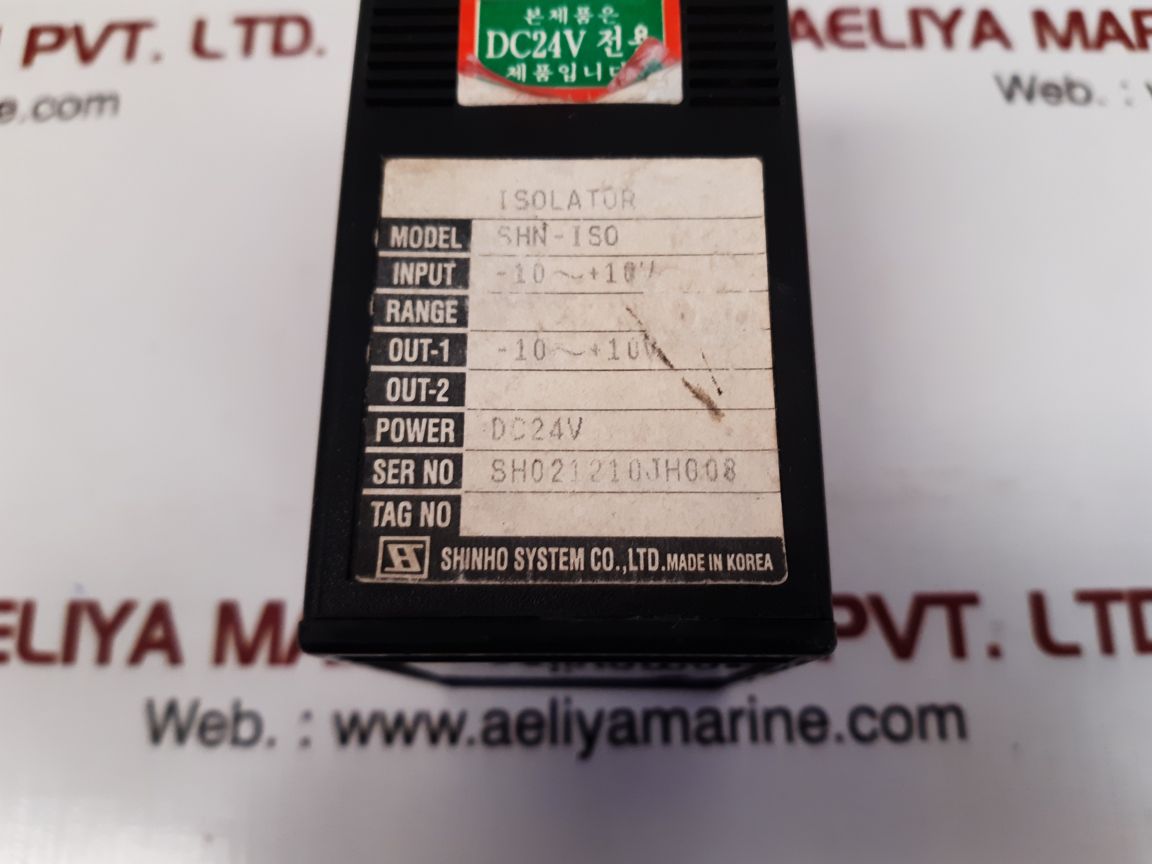 PVT. LTD.
AELIYA MAR
e.com
Web. : w
본제품은
DC24V 전용
제품입니다
ISOLATOR
MODEL SHN-ISO
INPUT -10～+10V
RANGE
OUT-1 -10～+10V
OUT-2
POWER DC24V
SER NO SH021210JH008
TAG NO
SHINHO SYSTEM CO.,LTD. MADE IN KOREA
ELIYA MA PVT. LTD
Web. : www.aeliyamarine.com